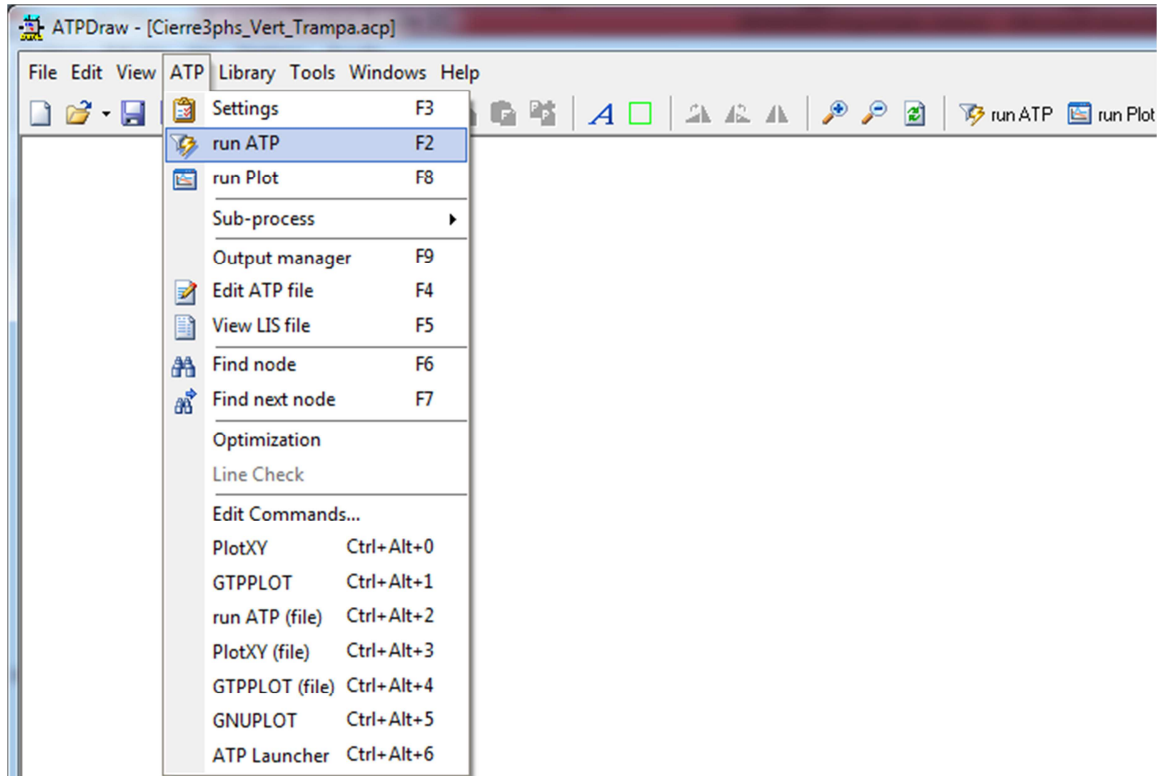 ATPDraw - [Cierre3phs_Vert_Trampa.acp]
File Edit View ATP Library Tools Windows Help
A run ATP run Plot
Settings F3
run ATP F2
run Plot F8
Sub-process
Output manager F9
Edit ATP file F4
View LIS file F5
Find node F6
Find next node F7
Optimization
Line Check
Edit Commands...
PlotXY Ctrl+Alt+0
GTPPLOT Ctrl+Alt+1
run ATP (file) Ctrl+Alt+2
PlotXY (file) Ctrl+Alt+3
GTPPLOT (file) Ctrl+Alt+4
GNUPLOT Ctrl+Alt+5
ATP Launcher Ctrl+Alt+6